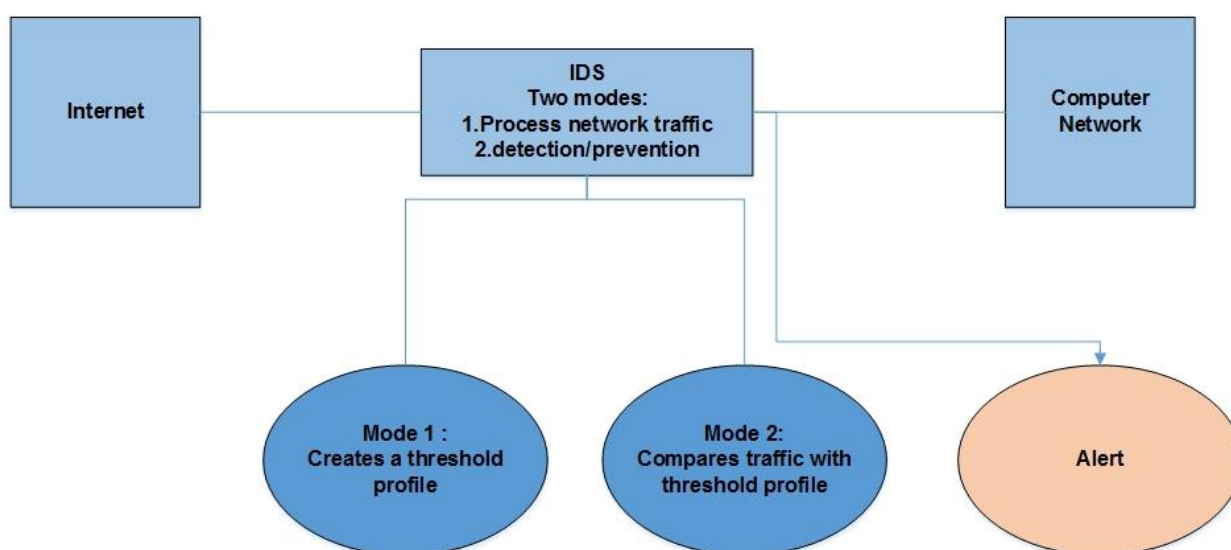 Internet
IDS
Two modes:
1.Process network traffic
2.detection/prevention
Computer
Network
Mode 1 :
Creates a threshold
profile
Mode 2:
Compares traffic with
threshold profile
Alert